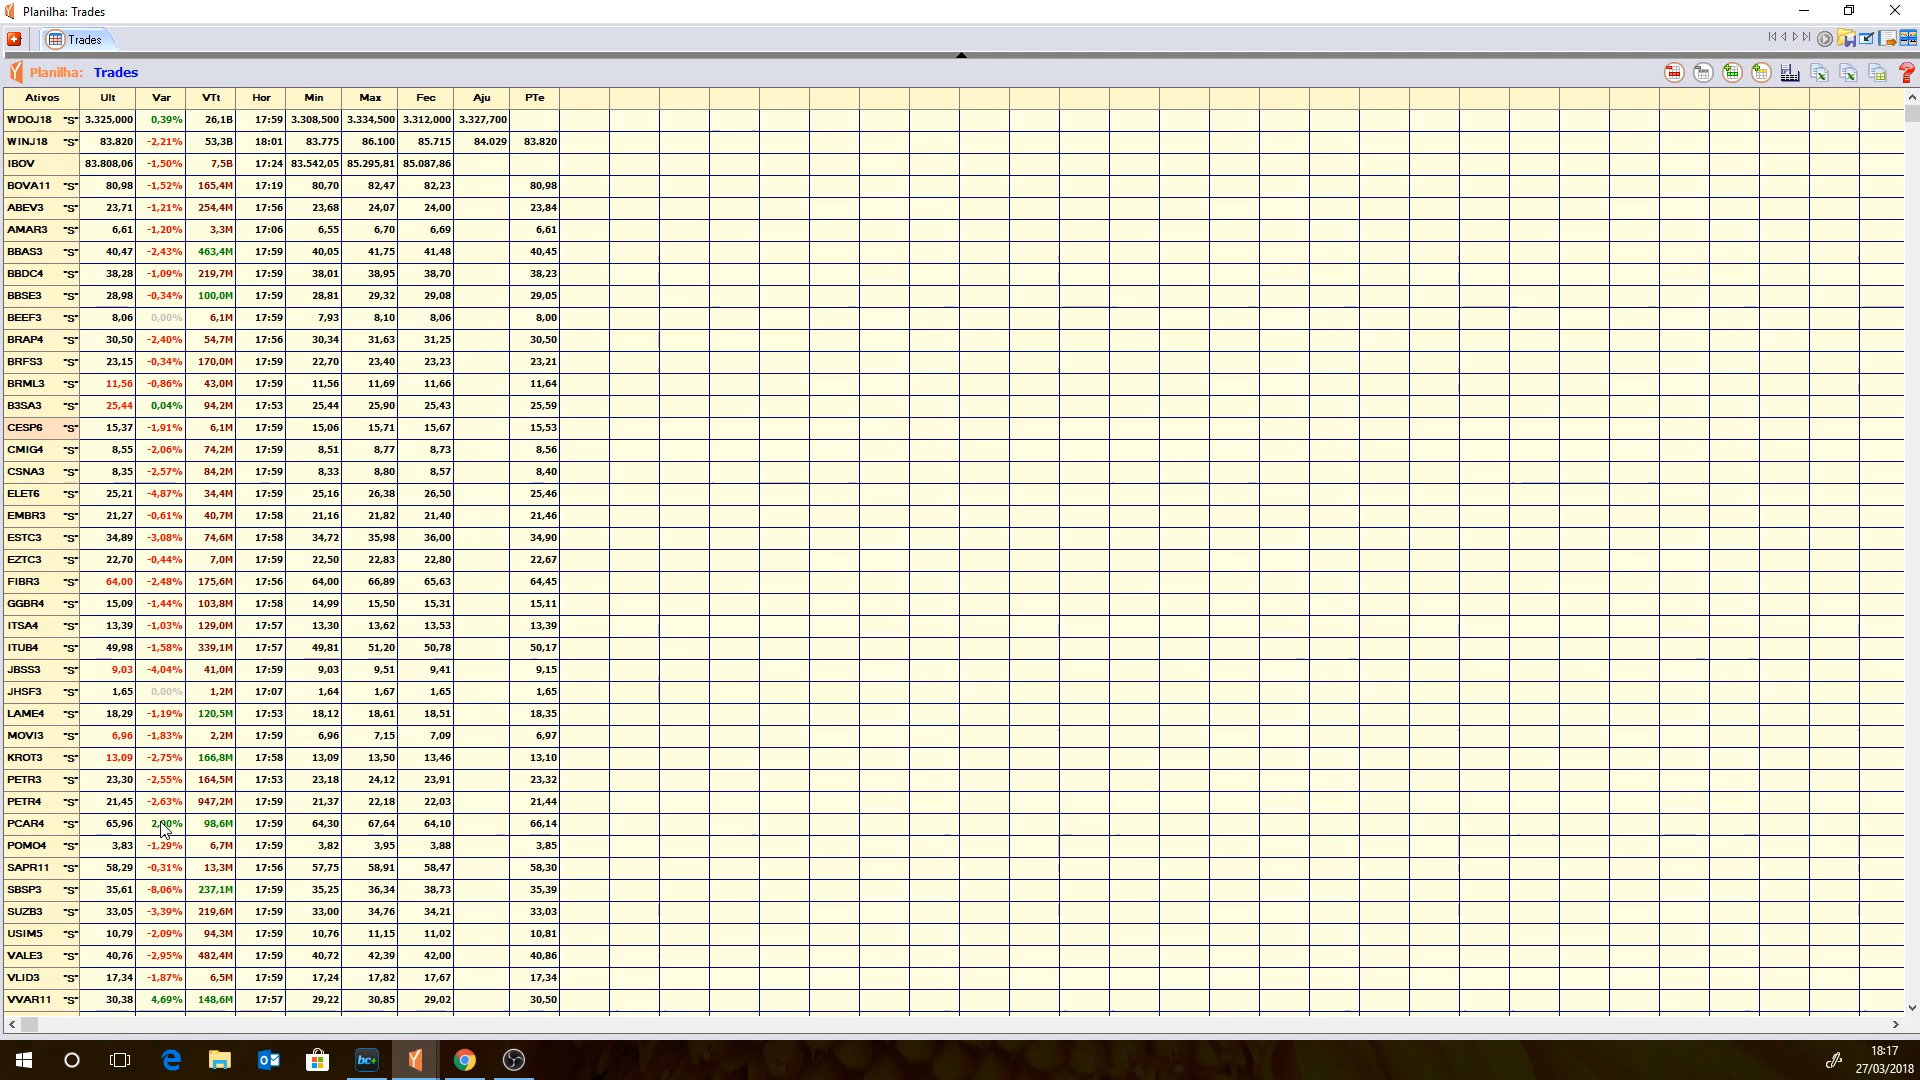 Planilha: Trades
Trades
Planilha: Trades
Ativos Ult Var VTt Hor Min Max Fec Aju PTe
WDOJ18 "S" 3.325,000 0,39% 26,1B 17:59 3.308,500 3.334,500 3.312,000 3.327,700
WINJ18 "S" 83.820 -2,21% 53,3B 18:01 83.775 86.100 85.715 84.029 83.820
IBOV 83.808,06 -1,50% 7,5B 17:24 83.542,05 85.295,81 85.087,86
BOVA11 "S" 80,98 -1,52% 165,4M 17:19 80,70 82,47 82,23 80,98
ABEV3 "S" 23,71 -1,21% 254,4M 17:56 23,68 24,07 24,00 23,84
AMAR3 "S" 6,61 -1,20% 3,3M 17:06 6,55 6,70 6,69 6,61
BBAS3 "S" 40,47 -2,43% 463,4M 17:59 40,05 41,75 41,48 40,45
BBDC4 "S" 38,28 -1,09% 219,7M 17:59 38,01 38,95 38,70 38,23
BBSE3 "S" 28,98 -0,34% 100,0M 17:59 28,81 29,32 29,08 29,05
BEEF3 "S" 8,06 0,00% 6,1M 17:59 7,93 8,10 8,06 8,00
BRAP4 "S" 30,50 -2,40% 54,7M 17:56 30,34 31,63 31,25 30,50
BRFS3 "S" 23,15 -0,34% 170,0M 17:59 22,70 23,40 23,23 23,21
BRML3 "S" 11,56 -0,86% 43,0M 17:59 11,56 11,69 11,66 11,64
B3SA3 "S" 25,44 0,04% 94,2M 17:53 25,44 25,90 25,43 25,59
CESP6 "S" 15,37 -1,91% 6,1M 17:59 15,06 15,71 15,67 15,53
CMIG4 "S" 8,55 -2,06% 74,2M 17:59 8,51 8,77 8,73 8,56
CSNA3 "S" 8,35 -2,57% 84,2M 17:59 8,33 8,80 8,57 8,40
ELET6 "S" 25,21 -4,87% 34,4M 17:59 25,16 26,38 26,50 25,46
EMBR3 "S" 21,27 -0,61% 40,7M 17:58 21,16 21,82 21,40 21,46
ESTC3 "S" 34,89 -3,08% 74,6M 17:58 34,72 35,98 36,00 34,90
EZTC3 "S" 22,70 -0,44% 7,0M 17:59 22,50 22,83 22,80 22,67
FIBR3 "S" 64,00 -2,48% 175,6M 17:56 64,00 66,89 65,63 64,45
GGBR4 "S" 15,09 -1,44% 103,8M 17:58 14,99 15,50 15,31 15,11
ITSA4 "S" 13,39 -1,03% 129,0M 17:57 13,30 13,62 13,53 13,39
ITUB4 "S" 49,98 -1,58% 339,1M 17:57 49,81 51,20 50,78 50,17
JBSS3 "S" 9,03 -4,04% 41,0M 17:59 9,03 9,51 9,41 9,15
JHSF3 "S" 1,65 0,00% 1,2M 17:07 1,64 1,67 1,65 1,65
LAME4 "S" 18,29 -1,19% 120,5M 17:53 18,12 18,61 18,51 18,35
MOVI3 "S" 6,96 -1,83% 2,2M 17:59 6,96 7,15 7,09 6,97
KROT3 "S" 13,09 -2,75% 166,8M 17:58 13,09 13,50 13,46 13,10
PETR3 "S" 23,30 -2,55% 164,5M 17:53 23,18 24,12 23,91 23,32
PETR4 "S" 21,45 -2,63% 947,2M 17:59 21,37 22,18 22,03 21,44
PCAR4 "S" 65,96 98,6M 17:59 64,30 67,64 64,10 66,14
POMO4 "S" 3,83 -1,29% 6,7M 17:59 3,82 3,95 3,88 3,85
SAPR11 "S" 58,29 -0,31% 13,3M 17:56 57,75 58,91 58,47 58,30
SBSP3 "S" 35,61 -8,06% 237,1M 17:59 35,25 36,34 38,73 35,39
SUZB3 "S" 33,05 -3,39% 219,6M 17:59 33,00 34,76 34,21 33,03
USIM5 "S" 10,79 -2,09% 94,3M 17:59 10,76 11,15 11,02 10,81
VALE3 "S" 40,76 -2,95% 482,4M 17:59 40,72 42,39 42,00 40,86
VLID3 "S" 17,34 -1,87% 6,5M 17:59 17,24 17,82 17,67 17,34
VVAR11 "S" 30,38 4,69% 148,6M 17:57 29,22 30,85 29,02 30,50
bc+
18:17
27/03/2018